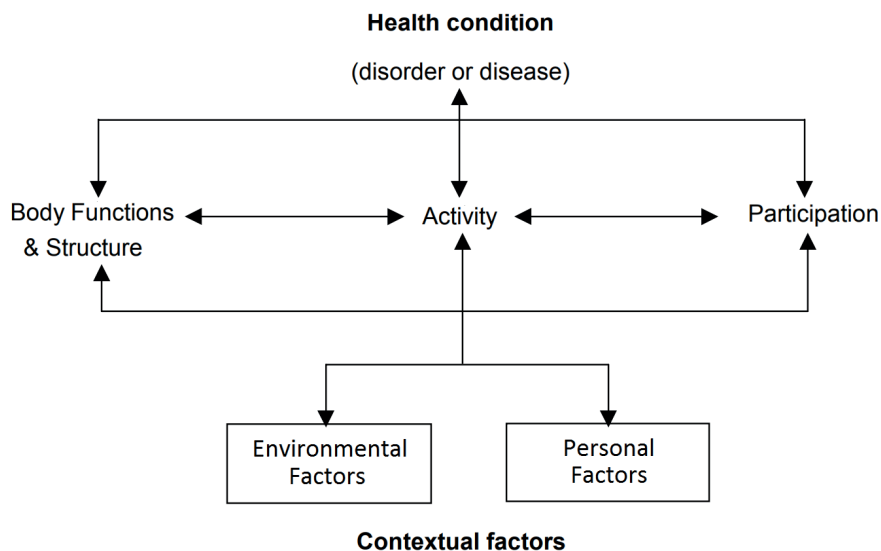 Health condition
(disorder or disease)
Body Functions
& Structure
Activity
Participation
Environmental
Factors
Personal
Factors
Contextual factors